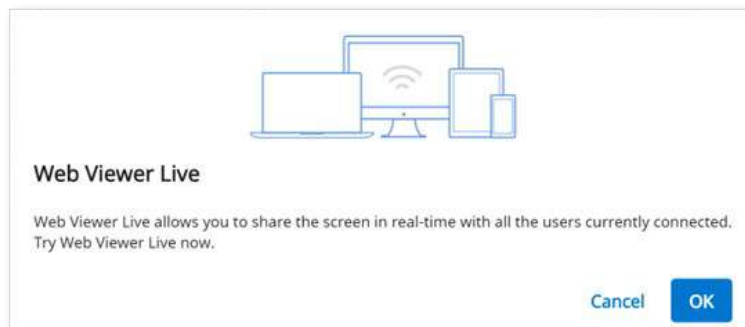 Web Viewer Live
Web Viewer Live allows you to share the screen in real-time with all the users currently connected.
Try Web Viewer Live now.
Cancel OK